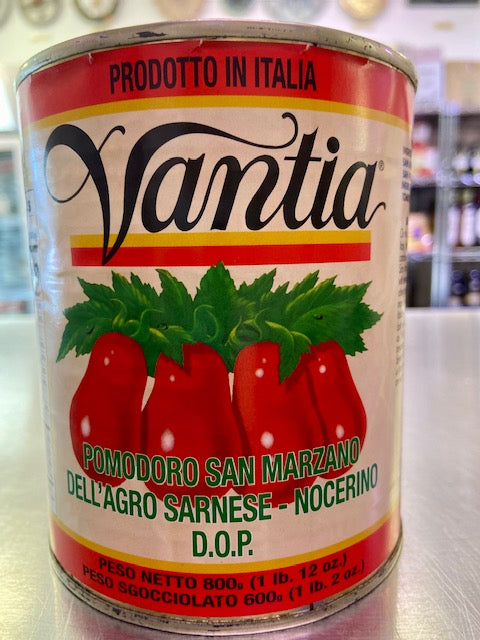 PRODOTTO IN ITALIA
Vantia®
POMODORO SAN MARZANO
DELL'AGRO SARNESE - NOCERINO
D.O.P.
PESO NETTO 800g (1 lb. 12 oz.)
PESO SGOCCIOLATO 600g (1 lb. 2 oz.)